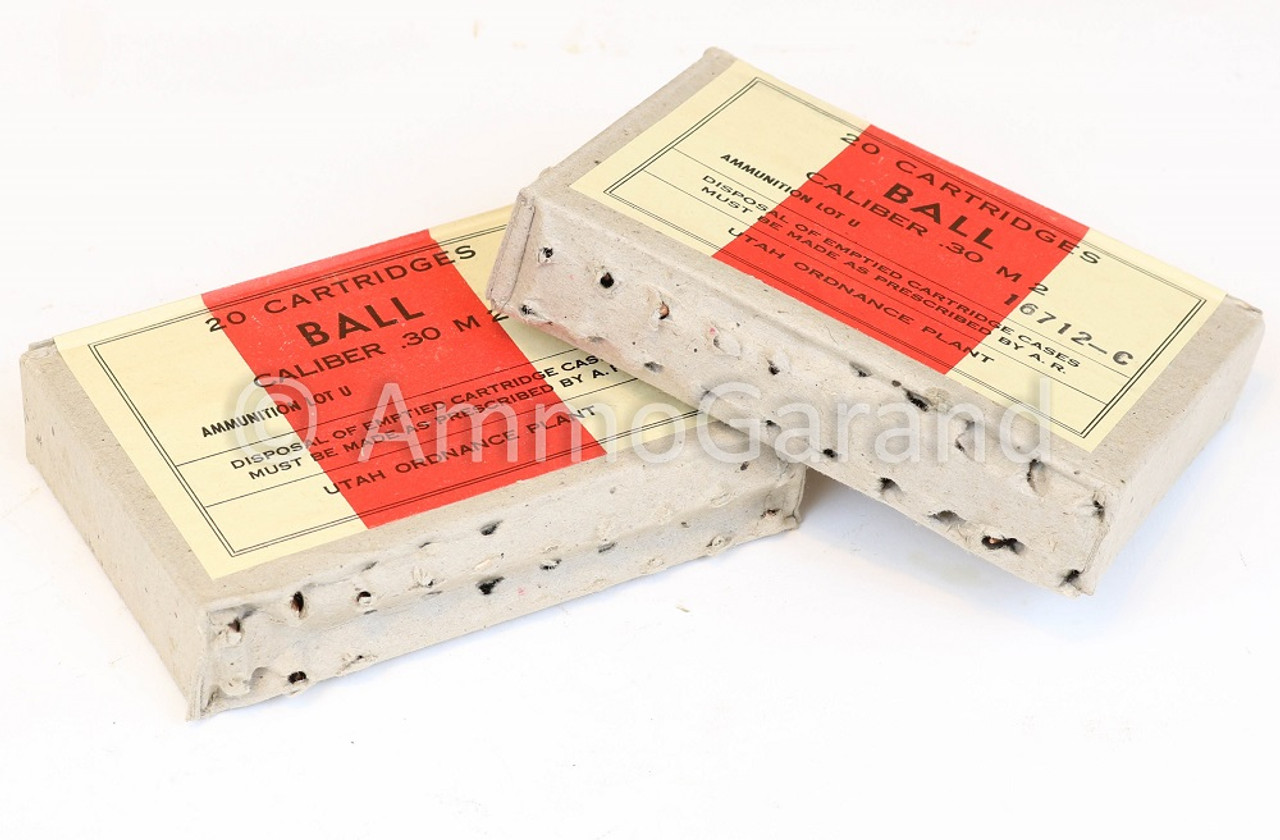 20 CARTRIDGES
BALL
CALIBER .30 M 2
AMMUNITION LOT U
DISPOSAL OF EMPTIED CARTRIDGE CAS
MUST BE MADE AS PRESCRIBED BY A.
UTAH ORDNANCE PLANT
20 CARTRIDGES
BALL
CALIBER .30 M 2
AMMUNITION LOT U 16712-C
DISPOSAL OF EMPTIED CARTRIDGE CASES
MUST BE MADE AS PRESCRIBED BY A. R.
UTAH ORDNANCE PLANT
© AmmoGarand